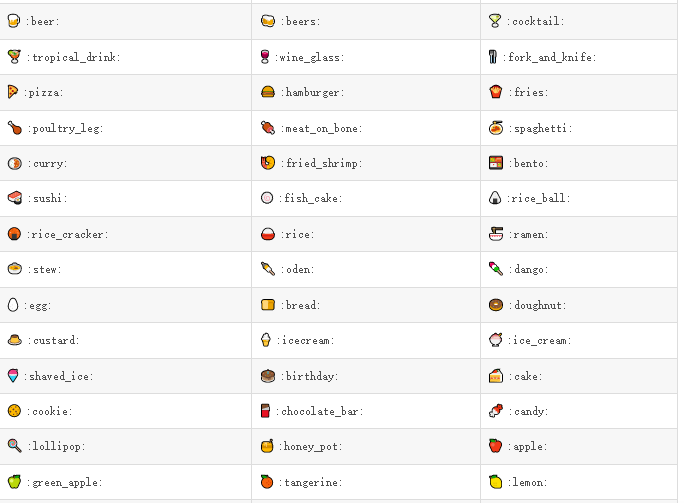 :beer: :beers: :cocktail:
:tropical_drink: :wine_glass: :fork_and_knife:
:pizza: :hamburger: :fries:
:poultry_leg: :meat_on_bone: :spaghetti:
:curry: :fried_shrimp: :bento:
:sushi: :fish_cake: :rice_ball:
:rice_cracker: :rice: :ramen:
:stew: :oden: :dango:
:egg: :bread: :doughnut:
:custard: :icecream: :ice_cream:
:shaved_ice: :birthday: :cake:
:cookie: :chocolate_bar: :candy:
:lollipop: :honey_pot: :apple:
:green_apple: :tangerine: :lemon: